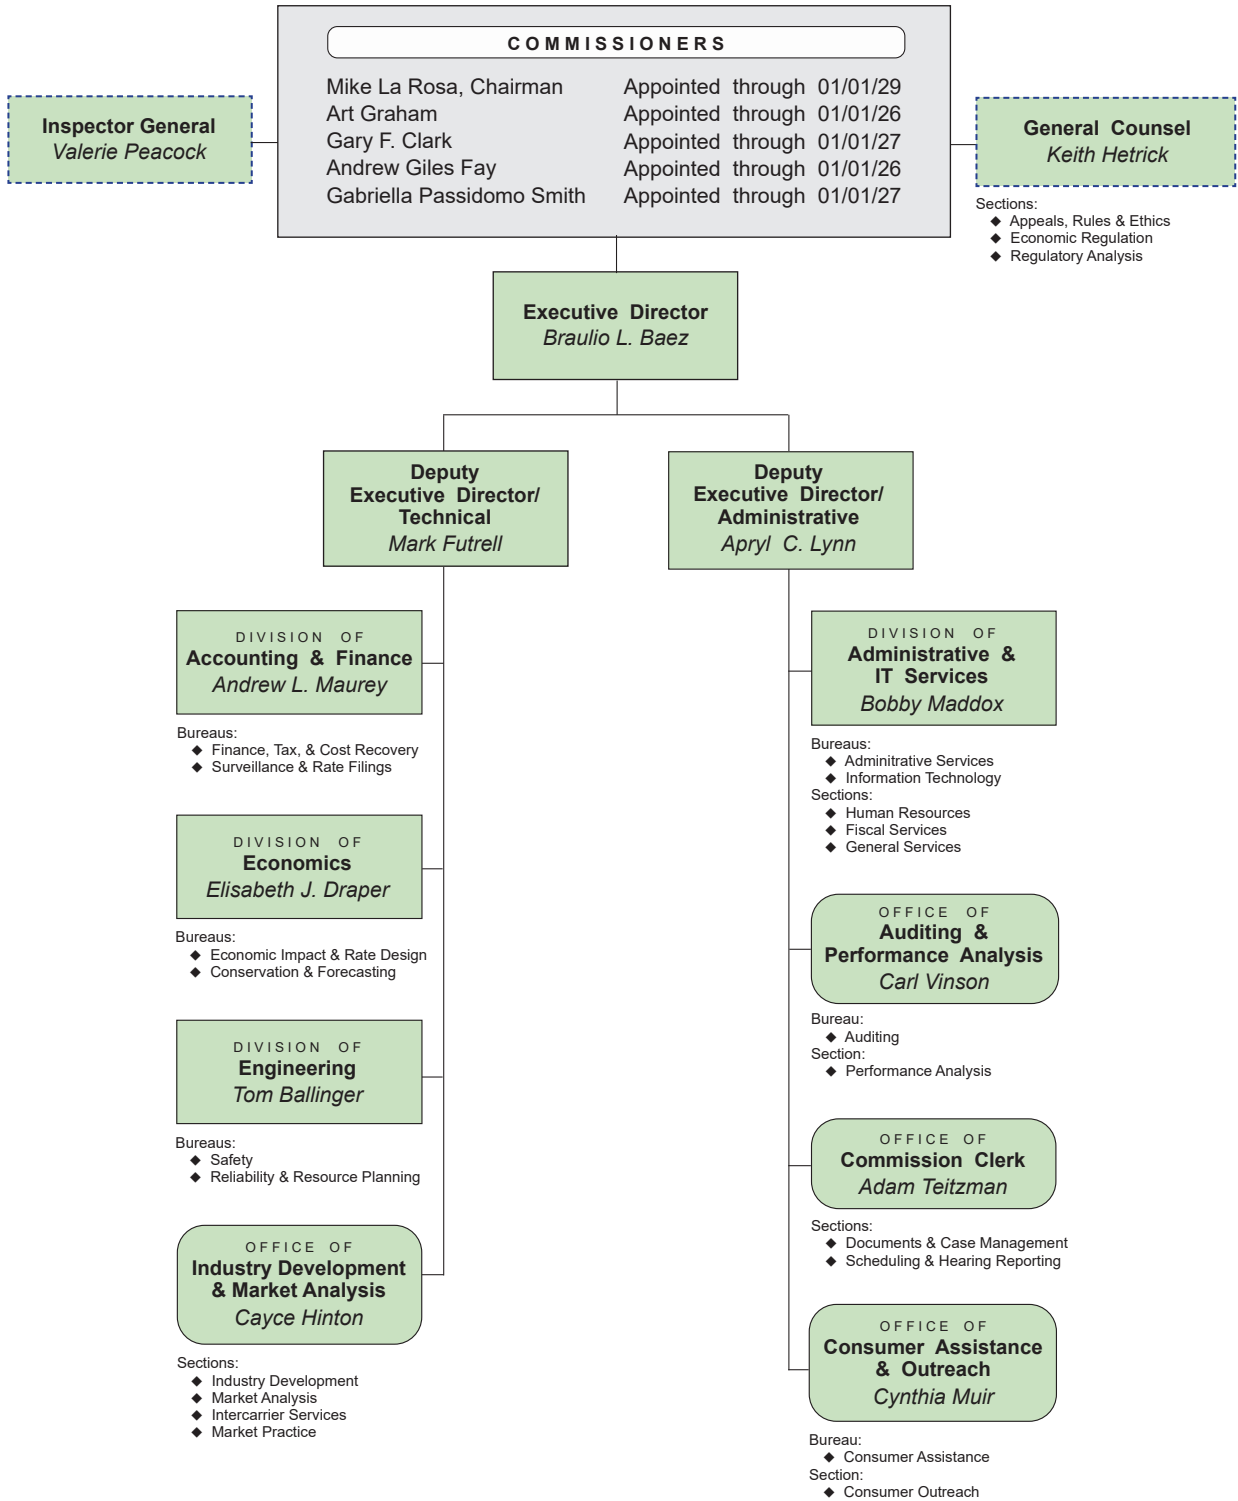 COMMISSIONERS
Mike La Rosa, Chairman Appointed through 01/01/29
Art Graham Appointed through 01/01/26
Gary F. Clark Appointed through 01/01/27
Andrew Giles Fay Appointed through 01/01/26
Gabriella Passidomo Smith Appointed through 01/01/27
Inspector General
Valerie Peacock
General Counsel
Keith Hetrick
Sections:
◆ Appeals, Rules & Ethics
◆ Economic Regulation
◆ Regulatory Analysis
Executive Director
Braulio L. Baez
Deputy
Executive Director/
Technical
Mark Futrell
Deputy
Executive Director/
Administrative
Apryl C. Lynn
DIVISION OF
Accounting & Finance
Andrew L. Maurey
Bureaus:
◆ Finance, Tax, & Cost Recovery
◆ Surveillance & Rate Filings
DIVISION OF
Economics
Elisabeth J. Draper
Bureaus:
◆ Economic Impact & Rate Design
◆ Conservation & Forecasting
DIVISION OF
Engineering
Tom Ballinger
Bureaus:
◆ Safety
◆ Reliability & Resource Planning
OFFICE OF
Industry Development
& Market Analysis
Cayce Hinton
Sections:
◆ Industry Development
◆ Market Analysis
◆ Intercarrier Services
◆ Market Practice
DIVISION OF
Administrative &
IT Services
Bobby Maddox
Bureaus:
◆ Adminitrative Services
◆ Information Technology
Sections:
◆ Human Resources
◆ Fiscal Services
◆ General Services
OFFICE OF
Auditing &
Performance Analysis
Carl Vinson
Bureau:
◆ Auditing
Section:
◆ Performance Analysis
OFFICE OF
Commission Clerk
Adam Teitzman
Sections:
◆ Documents & Case Management
◆ Scheduling & Hearing Reporting
OFFICE OF
Consumer Assistance
& Outreach
Cynthia Muir
Bureau:
◆ Consumer Assistance
Section:
◆ Consumer Outreach